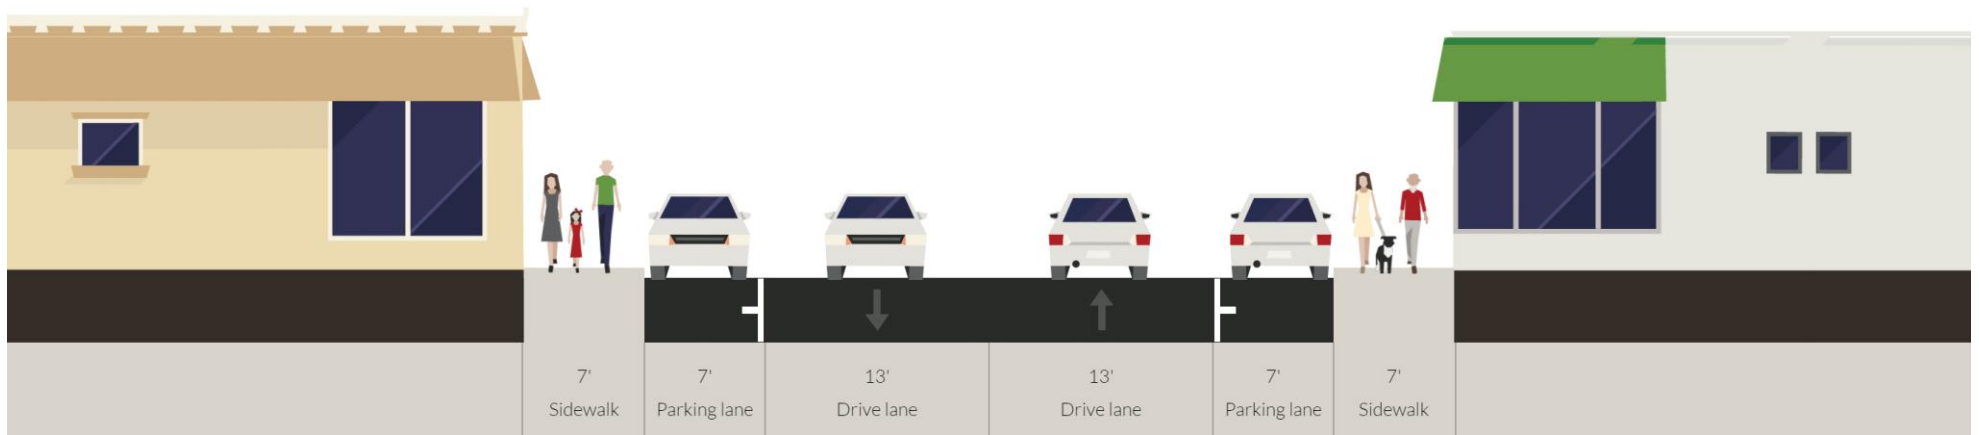 7'
Sidewalk
7'
Parking lane
13'
Drive lane
13'
Drive lane
7'
Parking lane
7'
Sidewalk